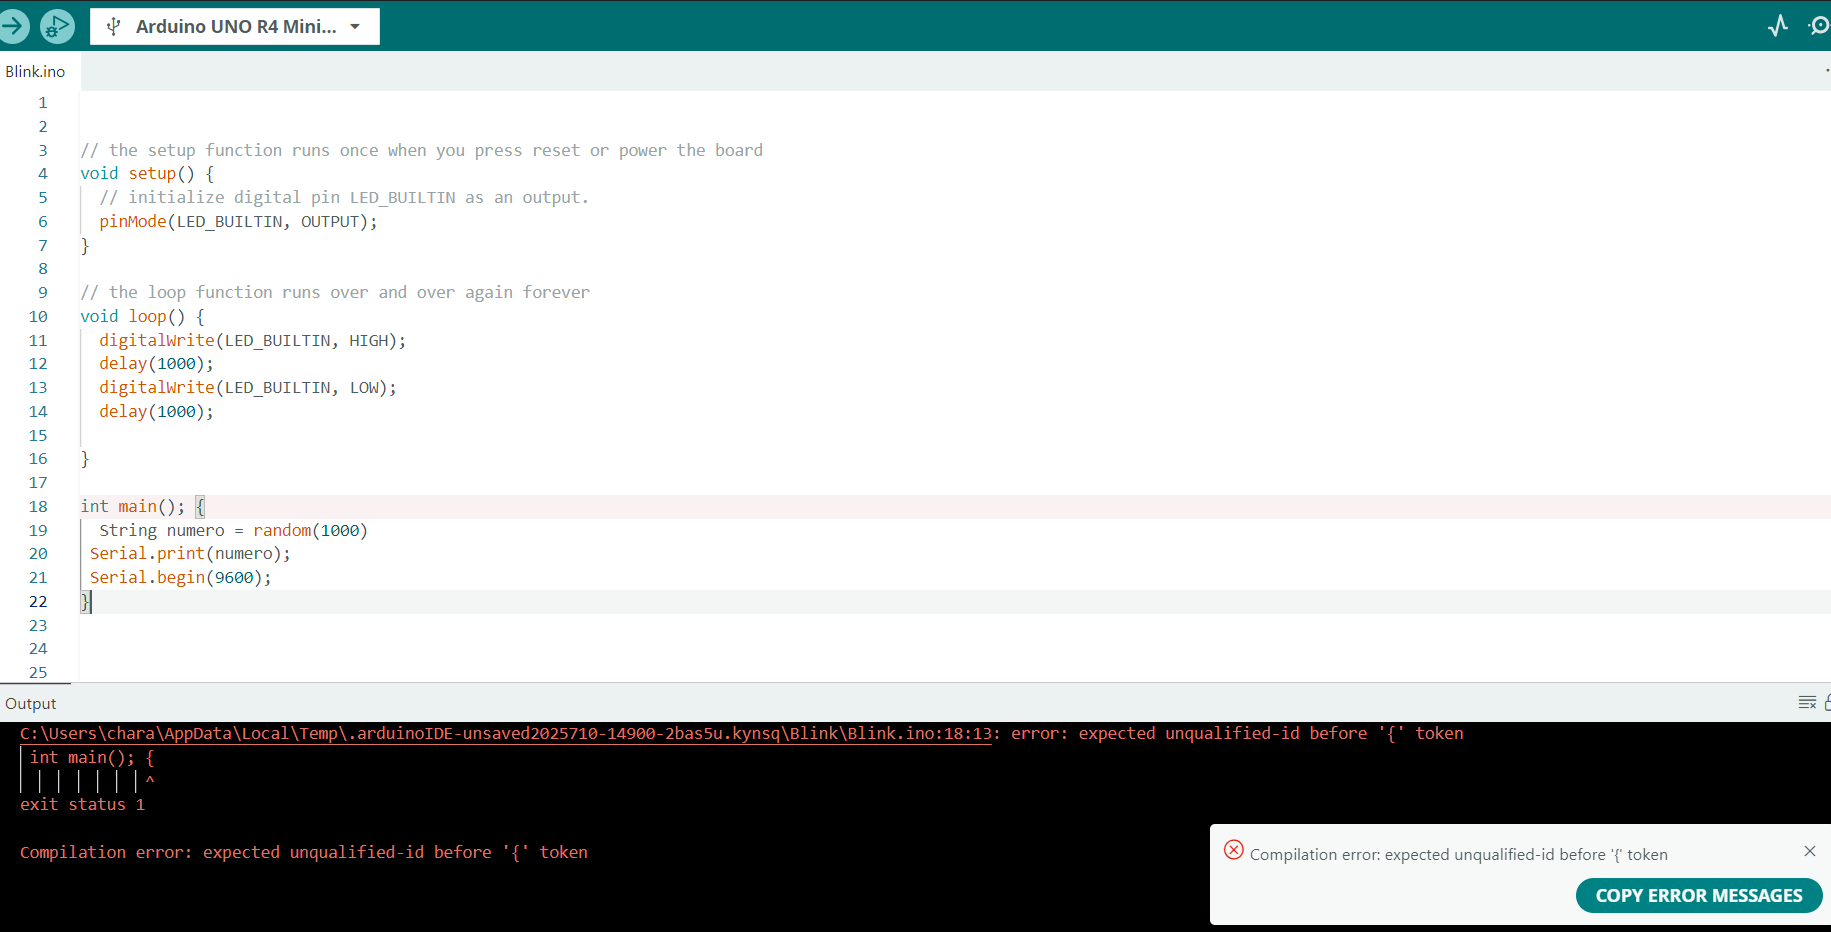 Arduino UNO R4 Mini...
Blink.ino
1
2
3 // the setup function runs once when you press reset or power the board
4 void setup() {
5 // initialize digital pin LED_BUILTIN as an output.
6 pinMode(LED_BUILTIN, OUTPUT);
7 }
8
9 // the loop function runs over and over again forever
10 void loop() {
11 digitalWrite(LED_BUILTIN, HIGH);
12 delay(1000);
13 digitalWrite(LED_BUILTIN, LOW);
14 delay(1000);
15
16 }
17
18 int main(); {
19 String numero = random(1000)
20 Serial.print(numero);
21 Serial.begin(9600);
22 }
23
24
25
Output
C:\Users\chara\AppData\Local\Temp\.arduinoIDE-unsaved2025710-14900-2bas5u.kynsq\Blink\Blink.ino:18:13: error: expected unqualified-id before '{' token
int main(); {
^
exit status 1
Compilation error: expected unqualified-id before '{' token
Compilation error: expected unqualified-id before '{' token
COPY ERROR MESSAGES